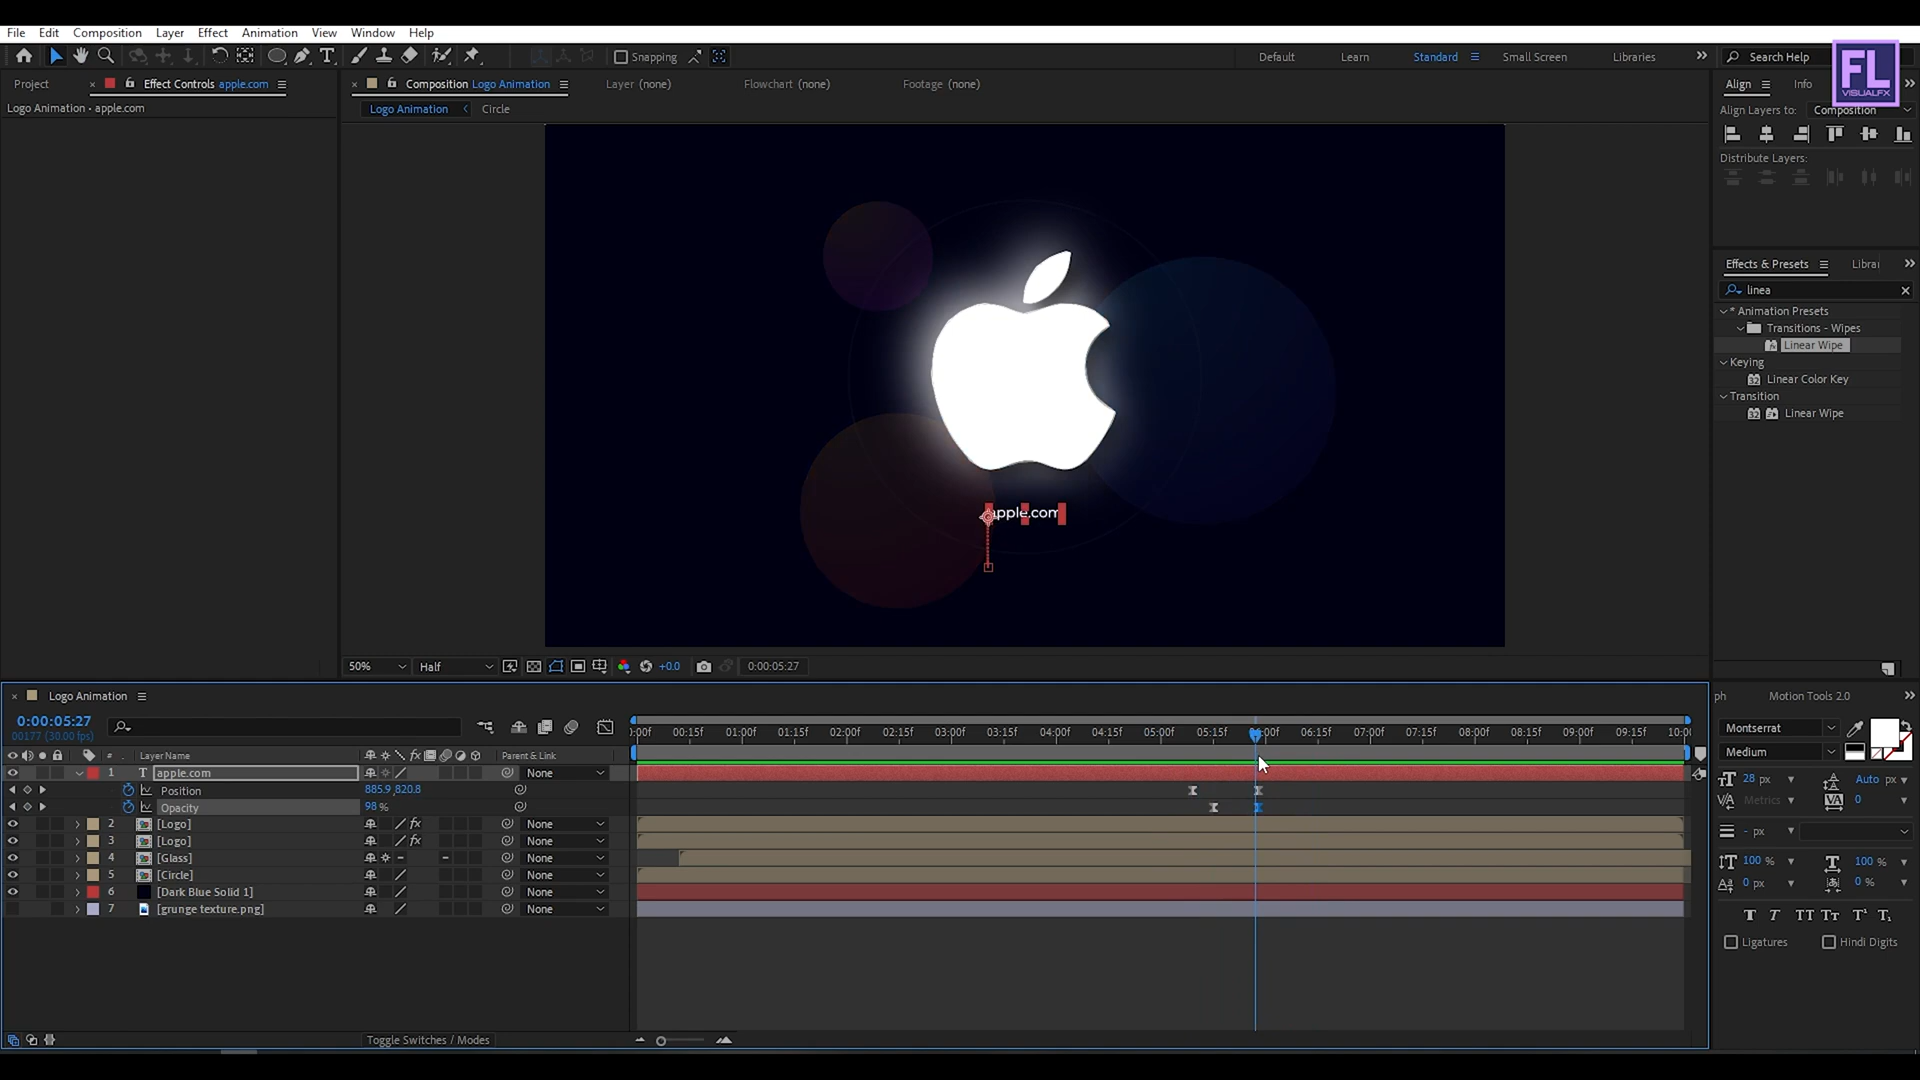 File Edit Composition Layer Effect Animation View Window Help
Snapping Default Learn Standard Small Screen Libraries Search Help
FL
VISUALFX
Project Effect Controls apple.com Composition Logo Animation Layer (none) Flowchart (none) Footage (none) Align Info
Logo Animation • apple.com Logo Animation Circle Align Layers to: Composition
Distribute Layers:
Effects & Presets Librar
linea
* Animation Presets
Transitions - Wipes
Linear Wipe
Keying
Linear Color Key
Transition
Linear Wipe
apple.com
50% Half +0.0 0:00:05:27
Logo Animation
ph Motion Tools 2.0
0:00:05:27
00177 (30.00 fps)
):00f 00:15f 01:00f 01:15f 02:00f 02:15f 03:00f 03:15f 04:00f 04:15f 05:00f 05:15f 06:00f 06:15f 07:00f 07:15f 08:00f 08:15f 09:00f 09:15f 10:00
Montserrat
Medium
# Layer Name fx Parent & Link
1 T apple.com None
Position 885.9,820.8
Opacity 98 %
2 [Logo] fx None
3 [Logo] fx None
4 [Glass] None
5 [Circle] None
6 [Dark Blue Solid 1] None
7 [grunge texture.png] None
28 px Auto px
Metrics 0
- px
100 % 100 %
0 px 0 %
T T TT Tt T¹ T₁
Ligatures Hindi Digits
Toggle Switches / Modes